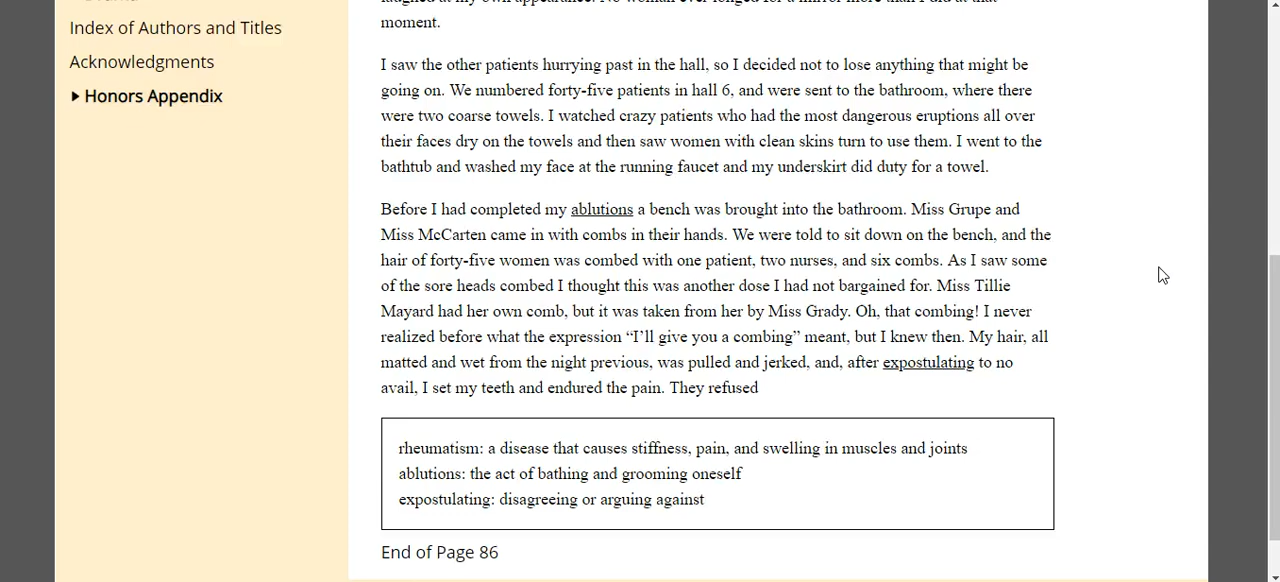 Index of Authors and Titles
Acknowledgments
Honors Appendix
moment.
I saw the other patients hurrying past in the hall, so I decided not to lose anything that might be
going on. We numbered forty-five patients in hall 6, and were sent to the bathroom, where there
were two coarse towels. I watched crazy patients who had the most dangerous eruptions all over
their faces dry on the towels and then saw women with clean skins turn to use them. I went to the
bathtub and washed my face at the running faucet and my underskirt did duty for a towel.
Before I had completed my ablutions a bench was brought into the bathroom. Miss Grupe and
Miss McCarten came in with combs in their hands. We were told to sit down on the bench, and the
hair of forty-five women was combed with one patient, two nurses, and six combs. As I saw some
of the sore heads combed I thought this was another dose I had not bargained for. Miss Tillie
Mayard had her own comb, but it was taken from her by Miss Grady. Oh, that combing! I never
realized before what the expression “I’ll give you a combing” meant, but I knew then. My hair, all
matted and wet from the night previous, was pulled and jerked, and, after expostulating to no
avail, I set my teeth and endured the pain. They refused
rheumatism: a disease that causes stiffness, pain, and swelling in muscles and joints
ablutions: the act of bathing and grooming oneself
expostulating: disagreeing or arguing against
End of Page 86